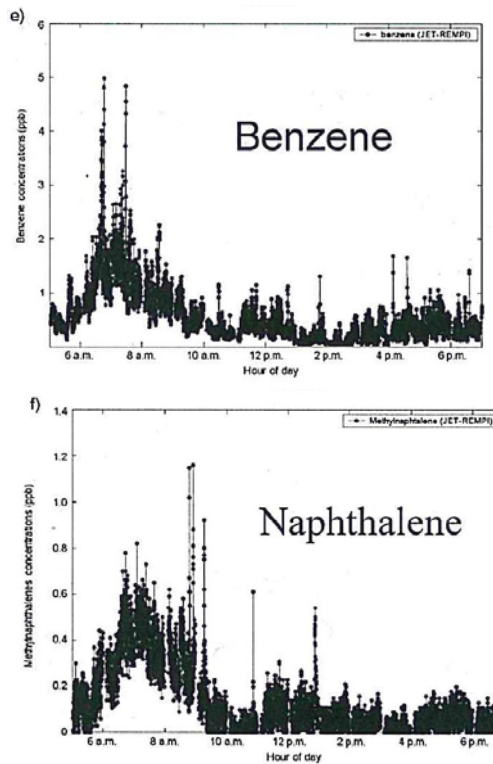 e)
6
benzene (JET-REMPI)
5
4
3
2
1
Benzene
Benzene concentrations (ppb)
6 a.m. 8 a.m. 10 a.m. 12 p.m. 2 p.m. 4 p.m. 6 p.m.
Hour of day
f)
1.4
Methylnaphtalene (JET-REMPI)
1.2
1.0
0.8
0.6
0.4
0.2
0
Naphthalene
Methylnaphthalenes concentrations (ppb)
6 a.m. 8 a.m. 10 a.m. 12 p.m. 2 p.m. 4 p.m. 6 p.m.
Hour of day